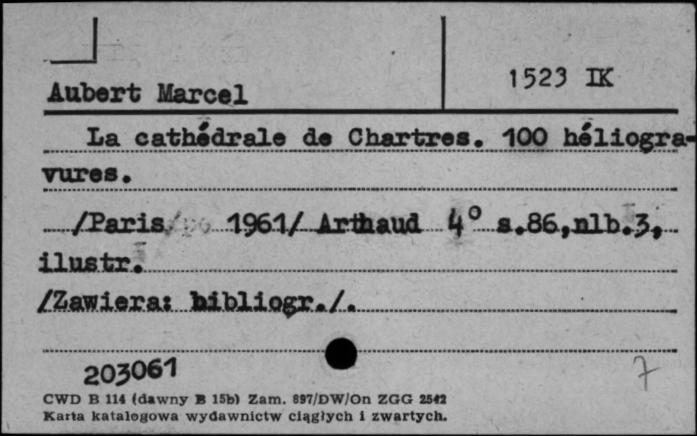 1523 IK
Aubert Marcel
La cathédrale de Chartres. 100 héliogra-
vures.
/Paris 1961/ Arthaud 4° s.86,nlb.3,
ilustr.
/Zawiera: bibliogr./.
203061
7
CWD B 114 (dawny B 15b) Zam. 897/DW/On ZGG 2542
Karta katalogowa wydawnictw ciągłych i zwartych.